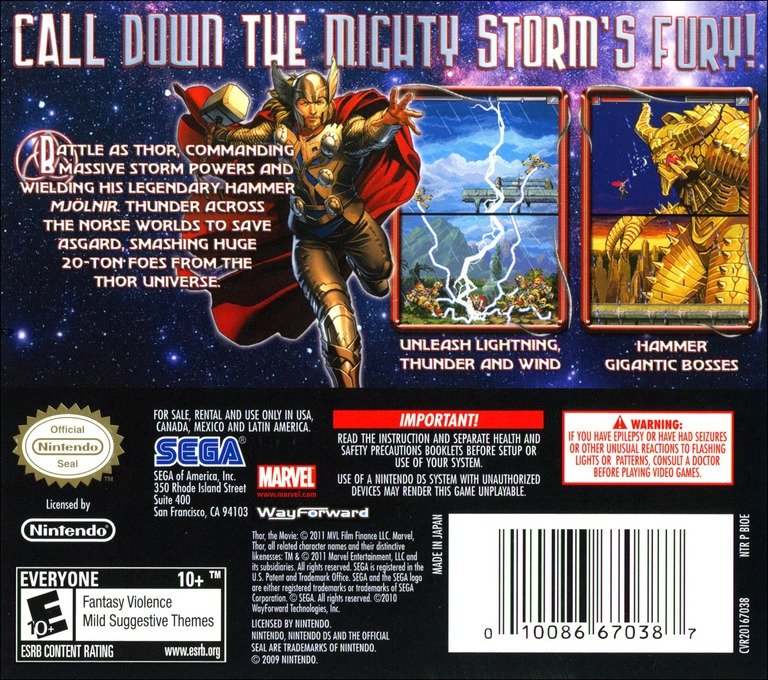 CALL DOWN THE MIGHTY STORM'S FURY!
BATTLE AS THOR, COMMANDING
MASSIVE STORM POWERS AND
WIELDING HIS LEGENDARY HAMMER
MJÖLNIR. THUNDER ACROSS
THE NORSE WORLDS TO SAVE
ASGARD, SMASHING HUGE
20-TON FOES FROM THE
THOR UNIVERSE.
UNLEASH LIGHTNING,
THUNDER AND WIND
HAMMER
GIGANTIC BOSSES
Official
Nintendo
Seal
TM
Licensed by
Nintendo®
FOR SALE, RENTAL AND USE ONLY IN USA,
CANADA, MEXICO AND LATIN AMERICA.
SEGA®
SEGA of America, Inc.
350 Rhode Island Street
Suite 400
San Francisco, CA 94103
MARVEL
www.marvel.com
WayForward
IMPORTANT!
READ THE INSTRUCTION AND SEPARATE HEALTH AND
SAFETY PRECAUTIONS BOOKLETS BEFORE SETUP OR
USE OF YOUR SYSTEM.
USE OF A NINTENDO DS SYSTEM WITH UNAUTHORIZED
DEVICES MAY RENDER THIS GAME UNPLAYABLE.
WARNING:
IF YOU HAVE EPILEPSY OR HAVE HAD SEIZURES
OR OTHER UNUSUAL REACTIONS TO FLASHING
LIGHTS OR PATTERNS, CONSULT A DOCTOR
BEFORE PLAYING VIDEO GAMES.
Thor, the Movie: © 2011 MVL Film Finance LLC. Marvel,
Thor, all related character names and their distinctive
likenesses: TM & © 2011 Marvel Entertainment, LLC and
its subsidiaries. All rights reserved. SEGA is registered in the
U.S. Patent and Trademark Office. SEGA and the SEGA logo
are either registered trademarks or trademarks of SEGA
Corporation. © SEGA. All rights reserved. ©2010
WayForward Technologies, Inc.
LICENSED BY NINTENDO.
NINTENDO, NINTENDO DS AND THE OFFICIAL
SEAL ARE TRADEMARKS OF NINTENDO.
© 2009 NINTENDO.
EVERYONE 10+ ™
E
10+
Fantasy Violence
Mild Suggestive Themes
ESRB CONTENT RATING www.esrb.org
MADE IN JAPAN
0 10086 67038 7
NTR P BIOE
CVR20167038